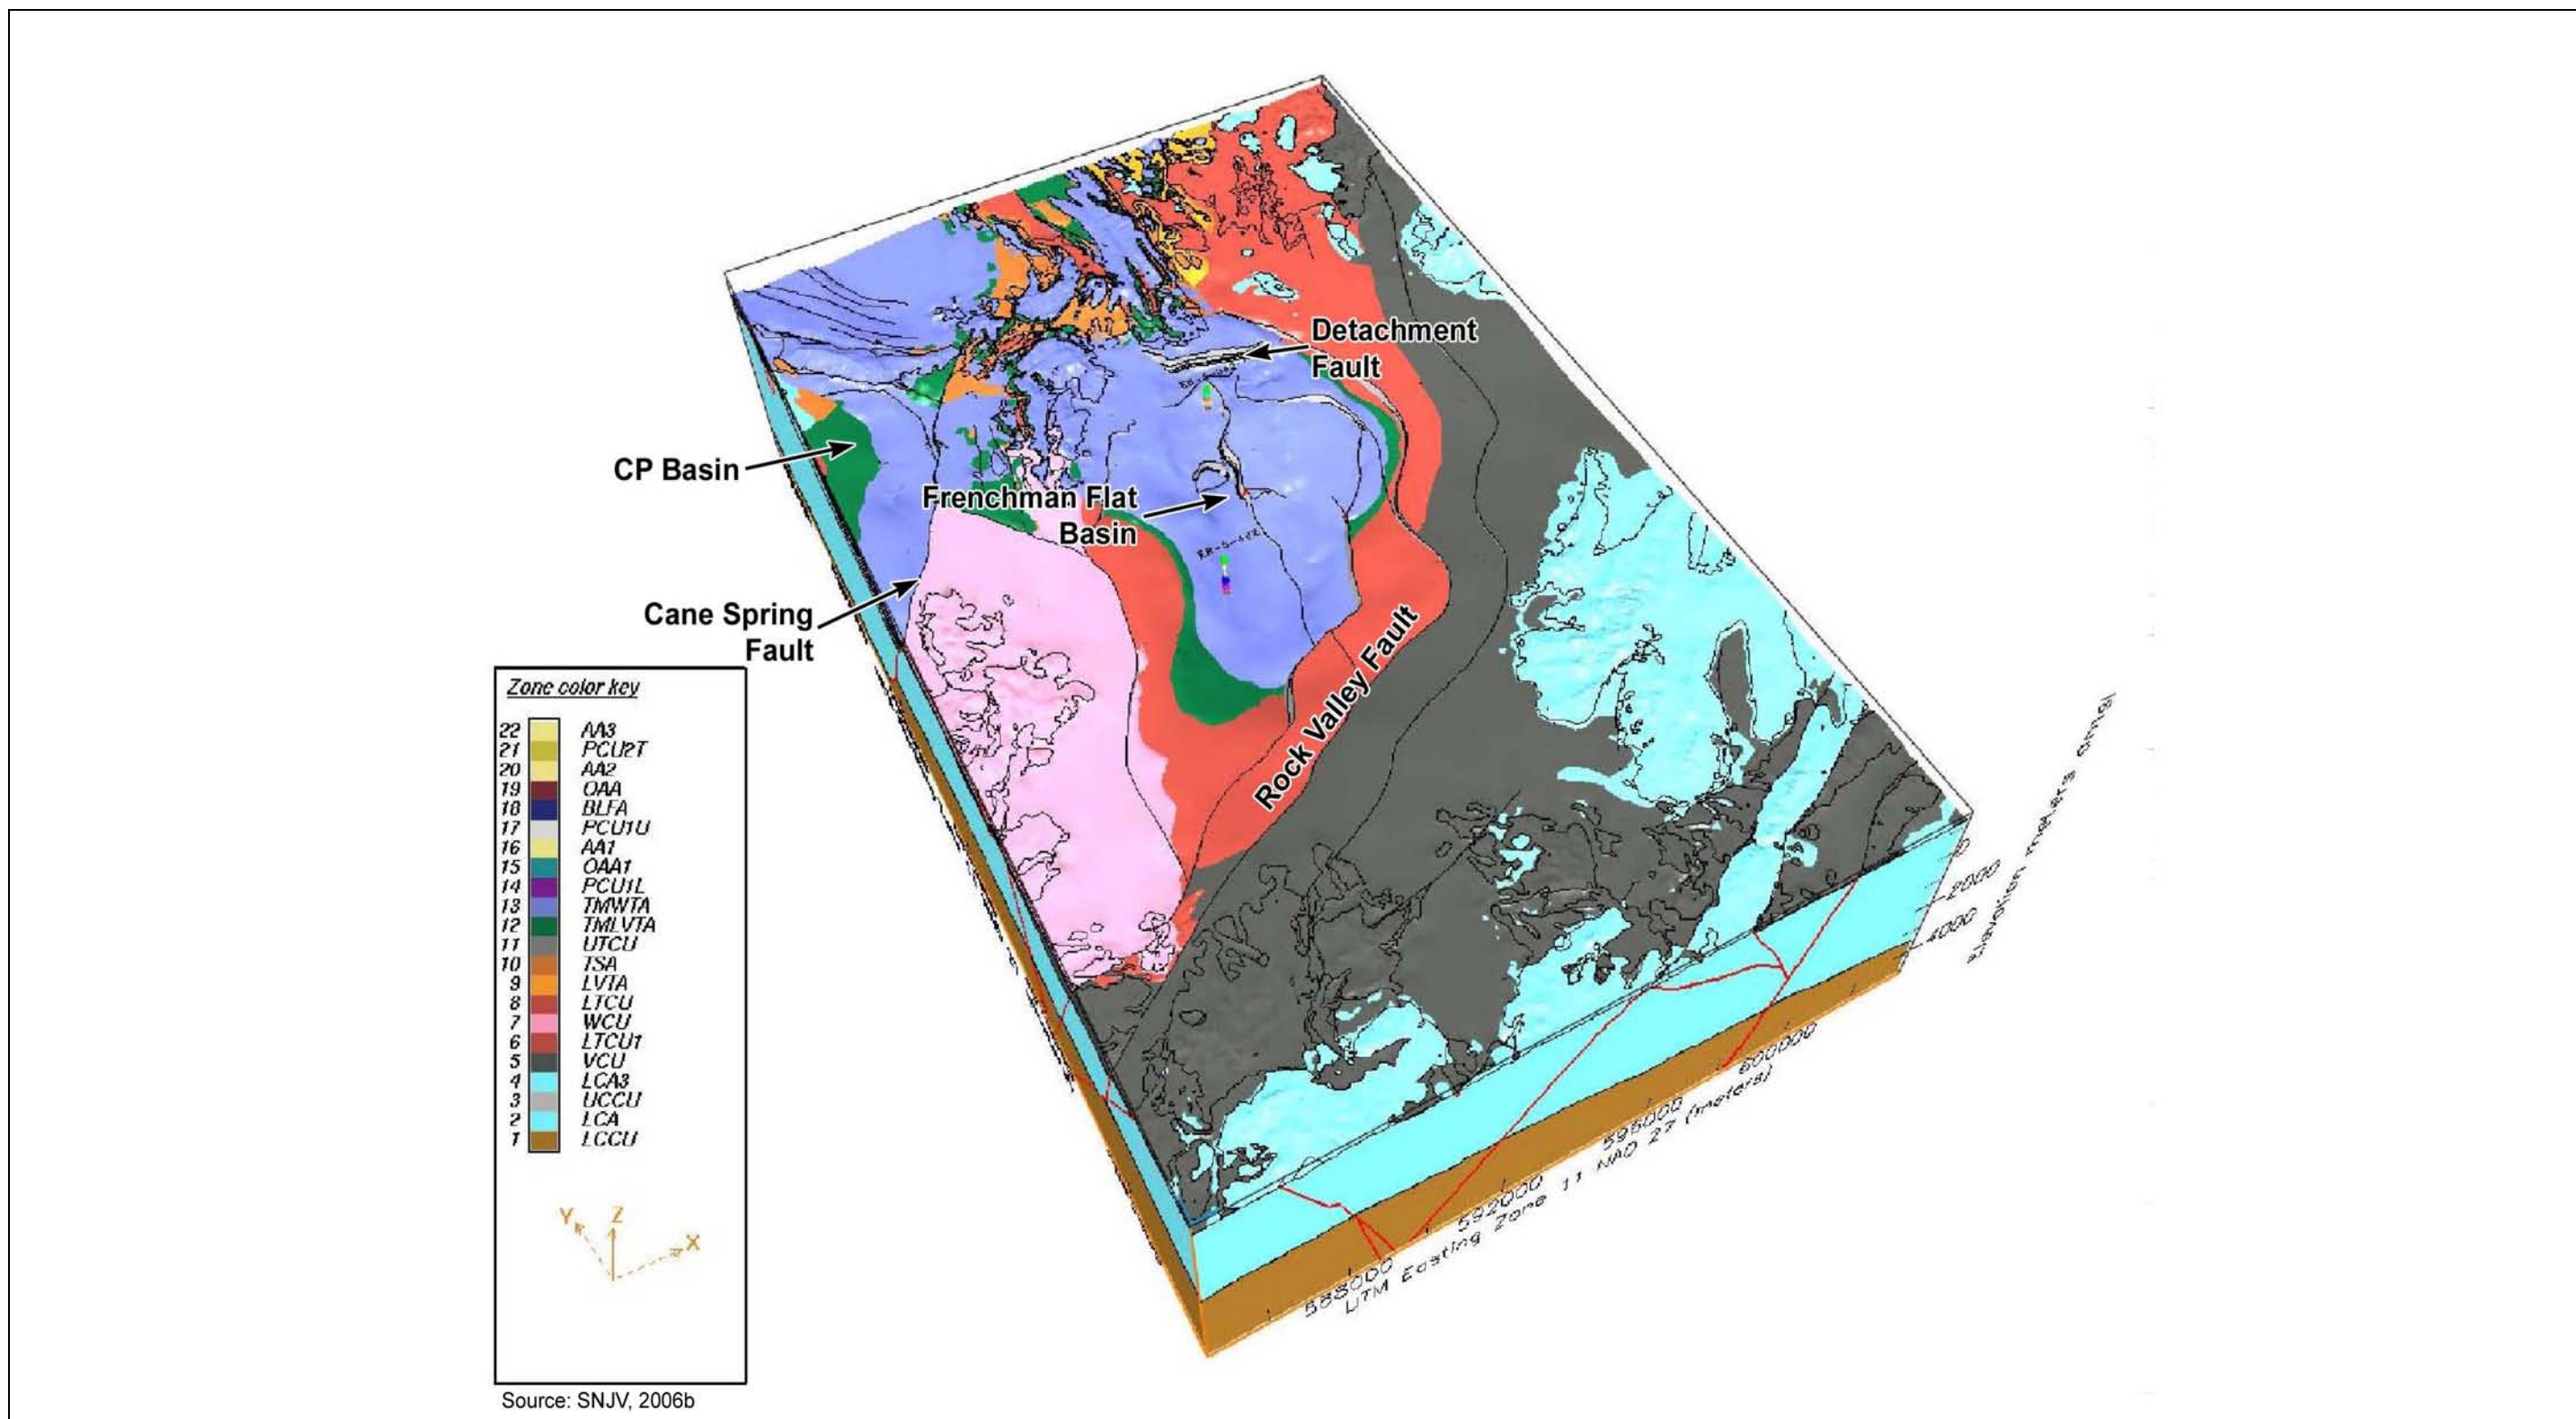 Detachment
Fault
CP Basin
Frenchman Flat
Basin
Cane Spring
Fault
Rock Valley Fault
Zone color key
22 AA3
21 PCU2T
20 AA2
19 OAA
18 BLFA
17 PCU1U
16 AA1
15 OAA1
14 PCU1L
13 TMWTA
12 TMLVTA
11 UTCU
10 TSA
9 LVTA
8 LTCU
7 WCU
6 LTCU1
5 VCU
4 LCA3
3 UCCU
2 LCA
1 LCCU
Y Z X
0
-2000
-4000
588000
592000
596000
600000
UTM Easting Zone 11 NAD 27 (meters)
Source: SNJV, 2006b